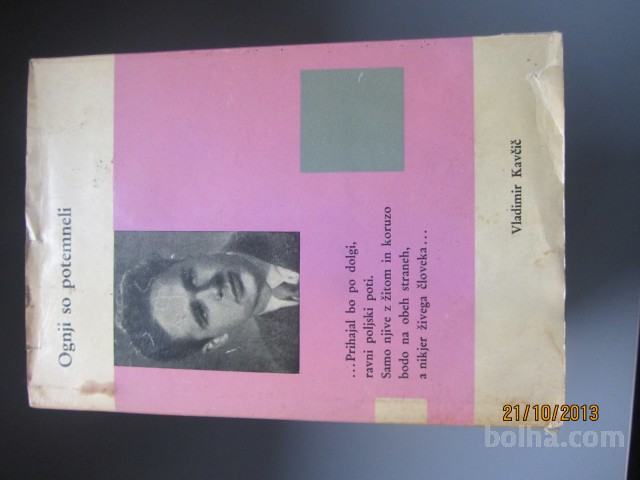 Ognji so potemneli
...Prihajal bo po dolgi,
ravni poljski poti.
Samo njive z žitom in koruzo
bodo na obeh straneh,
a nikjer živega človeka...
Vladimir Kavčič
21/10/2013
bolha.com